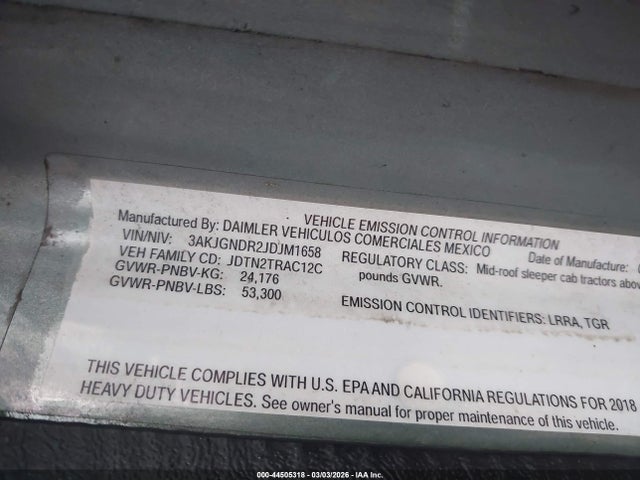 VEHICLE EMISSION CONTROL INFORMATION
Manufactured By: DAIMLER VEHICULOS COMERCIALES MEXICO Date of Manufacture:
VIN/NIV: 3AKJGNDR2JDJM1658 REGULATORY CLASS: Mid-roof sleeper cab tractors above
VEH FAMILY CD: JDTN2TRAC12C pounds GVWR.
GVWR-PNBV-KG: 24,176
GVWR-PNBV-LBS: 53,300 EMISSION CONTROL IDENTIFIERS: LRRA, TGR
THIS VEHICLE COMPLIES WITH U.S. EPA AND CALIFORNIA REGULATIONS FOR 2018
HEAVY DUTY VEHICLES. See owner's manual for proper maintenance of this vehicle.
000-44505318 - 03/03/2026 - IAA Inc.